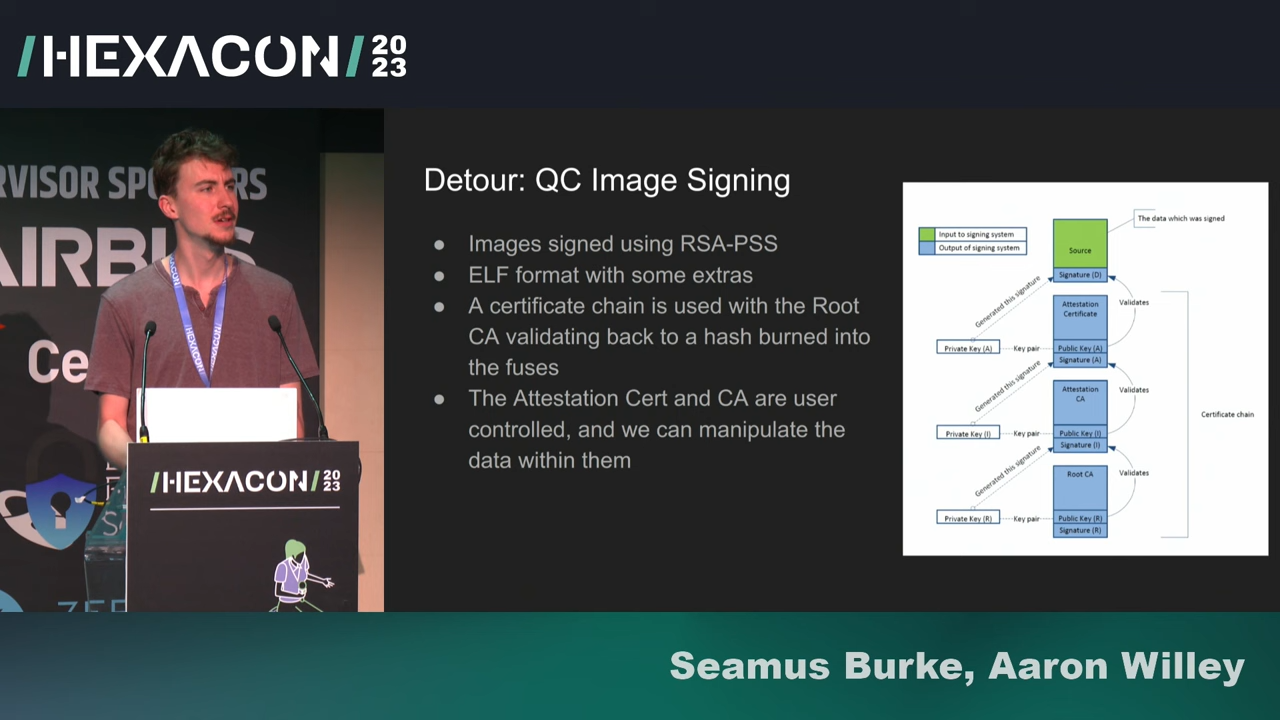 /HEXACON/ 20
23
RVISOR SPONSORS
AIRBUS
Ce
HEXACON
/HEXACON/ 20
23
Detour: QC Image Signing
● Images signed using RSA-PSS
● ELF format with some extras
● A certificate chain is used with the Root
CA validating back to a hash burned into
the fuses
● The Attestation Cert and CA are user
controlled, and we can manipulate the
data within them
Input to signing system
Output of signing system
The data which was signed
Source
Signature (D)
Generated this signature
Validates
Attestation
Certificate
Private Key (A)
Key pair
Public Key (A)
Signature (A)
Generated this signature
Validates
Attestation
CA
Certificate chain
Private Key (I)
Key pair
Public Key (I)
Signature (I)
Generated this signature
Validates
Root CA
Private Key (R)
Key pair
Public Key (R)
Signature (R)
Seamus Burke, Aaron Willey